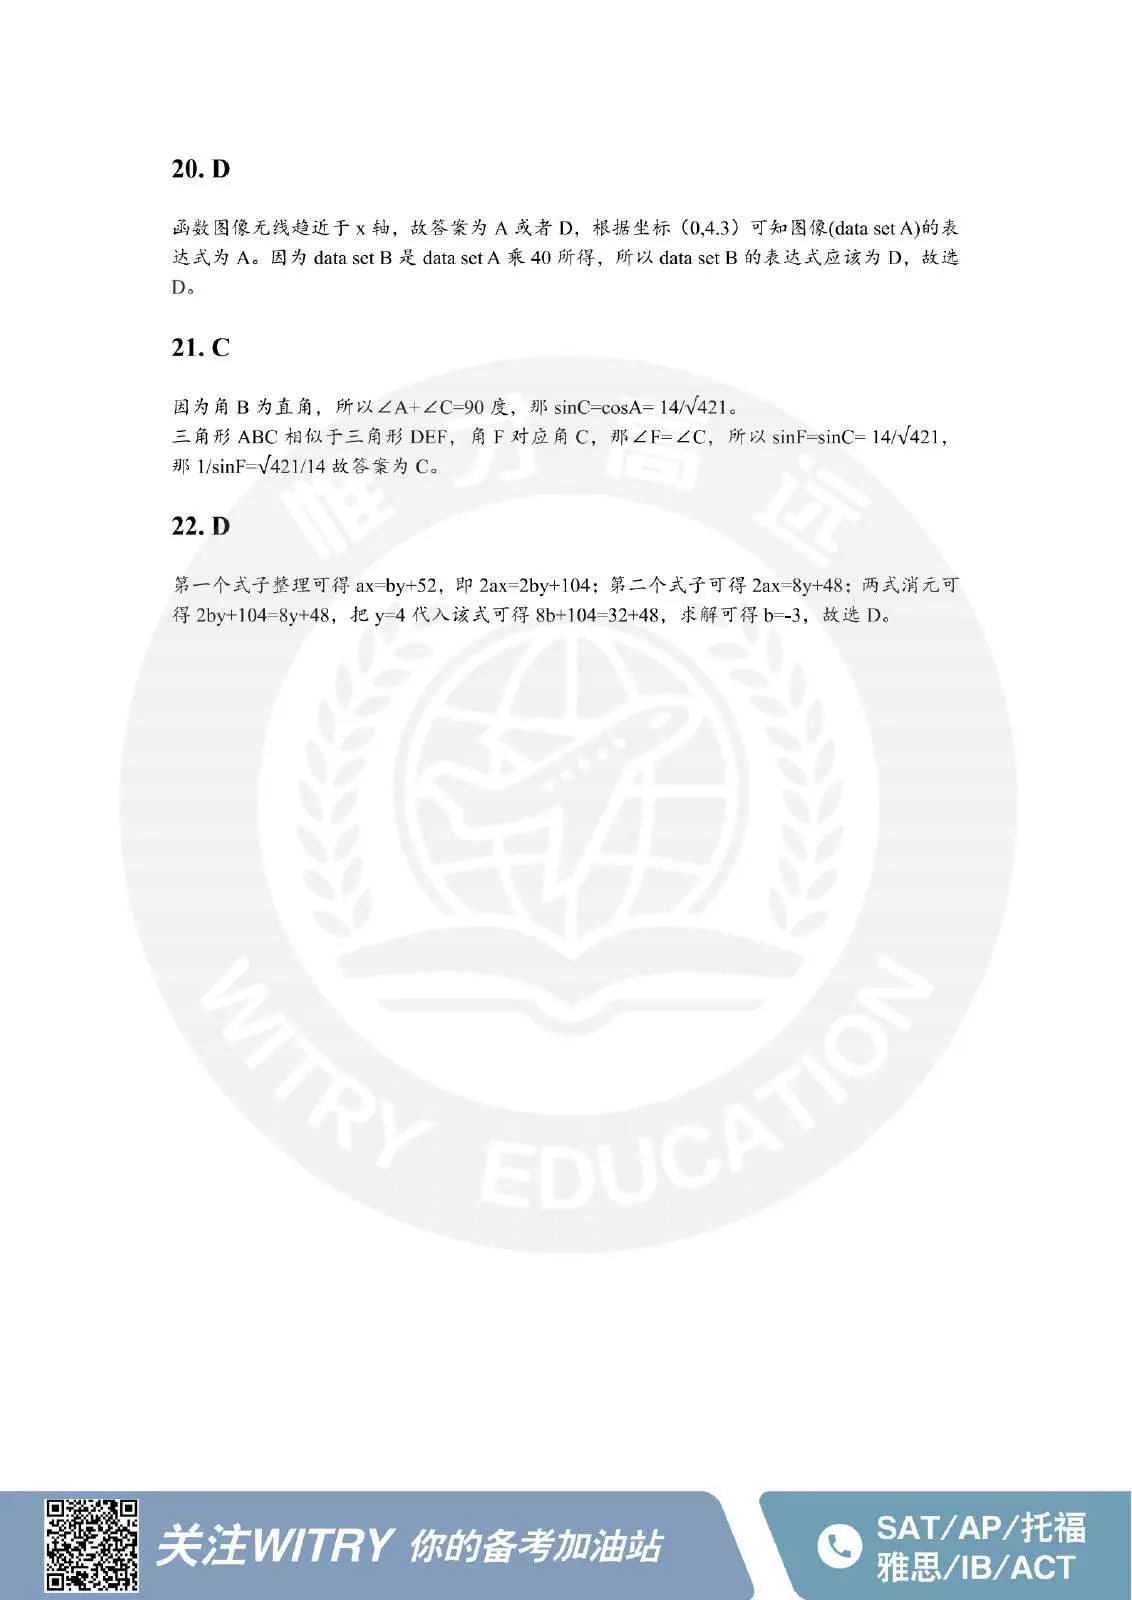 20. D
函数图像无线趋近于 x 轴，故答案为 A 或者 D，根据坐标（0,4.3）可知图像(data set A)的表
达式为 A。因为 data set B 是 data set A 乘 40 所得，所以 data set B 的表达式应该为 D，故选
D。
21. C
因为角 B 为直角，所以∠A+∠C=90 度，那 sinC=cosA= 14/√421。
三角形 ABC 相似于三角形 DEF，角 F 对应角 C，那∠F=∠C，所以 sinF=sinC= 14/√421，
那 1/sinF=√421/14 故答案为 C。
22. D
第一个式子整理可得 ax=by+52，即 2ax=2by+104；第二个式子可得 2ax=8y+48；两式消元可
得 2by+104=8y+48，把 y=4 代入该式可得 8b+104=32+48，求解可得 b=-3，故选 D。
惟力高远
WITRY EDUCATION
关注WITRY 你的备考加油站
SAT/AP/托福
雅思/IB/ACT